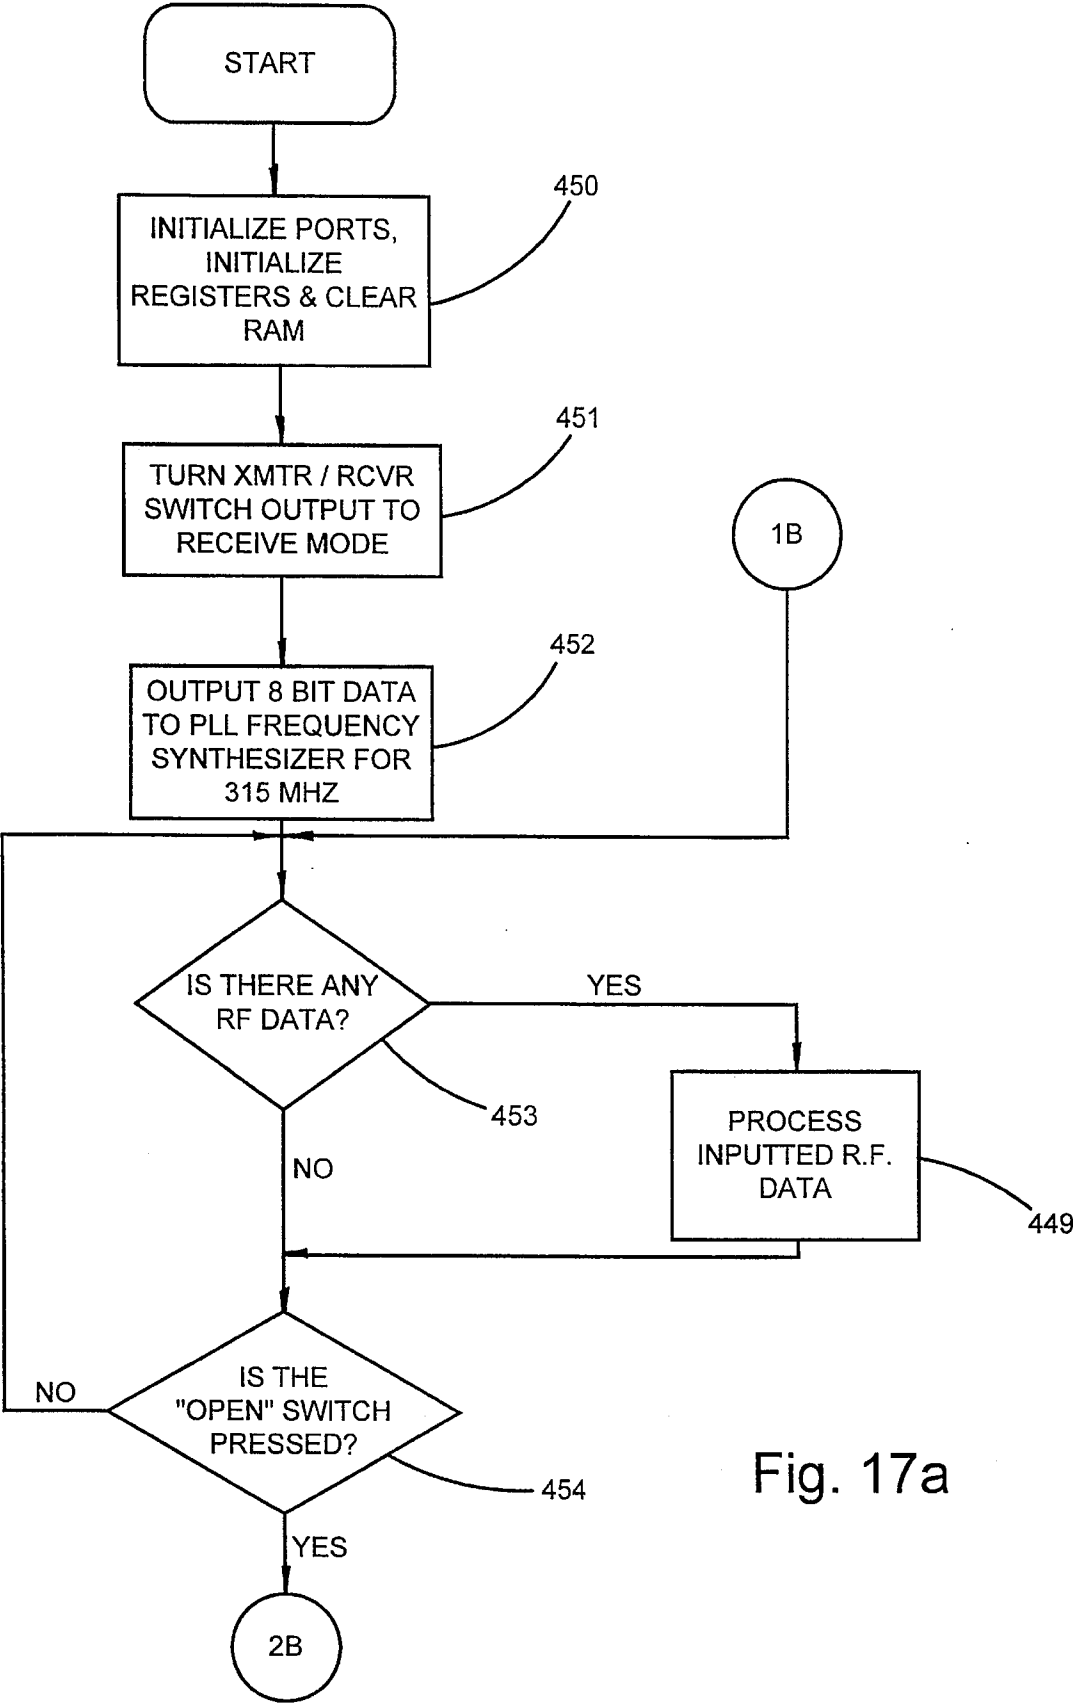 START
450
INITIALIZE PORTS,
INITIALIZE
REGISTERS & CLEAR
RAM
451
TURN XMTR / RCVR
SWITCH OUTPUT TO
RECEIVE MODE
1B
452
OUTPUT 8 BIT DATA
TO PLL FREQUENCY
SYNTHESIZER FOR
315 MHZ
IS THERE ANY
RF DATA?
YES
453
NO
PROCESS
INPUTTED R.F.
DATA
449
IS THE
"OPEN" SWITCH
PRESSED?
NO
454
YES
2B
Fig. 17a